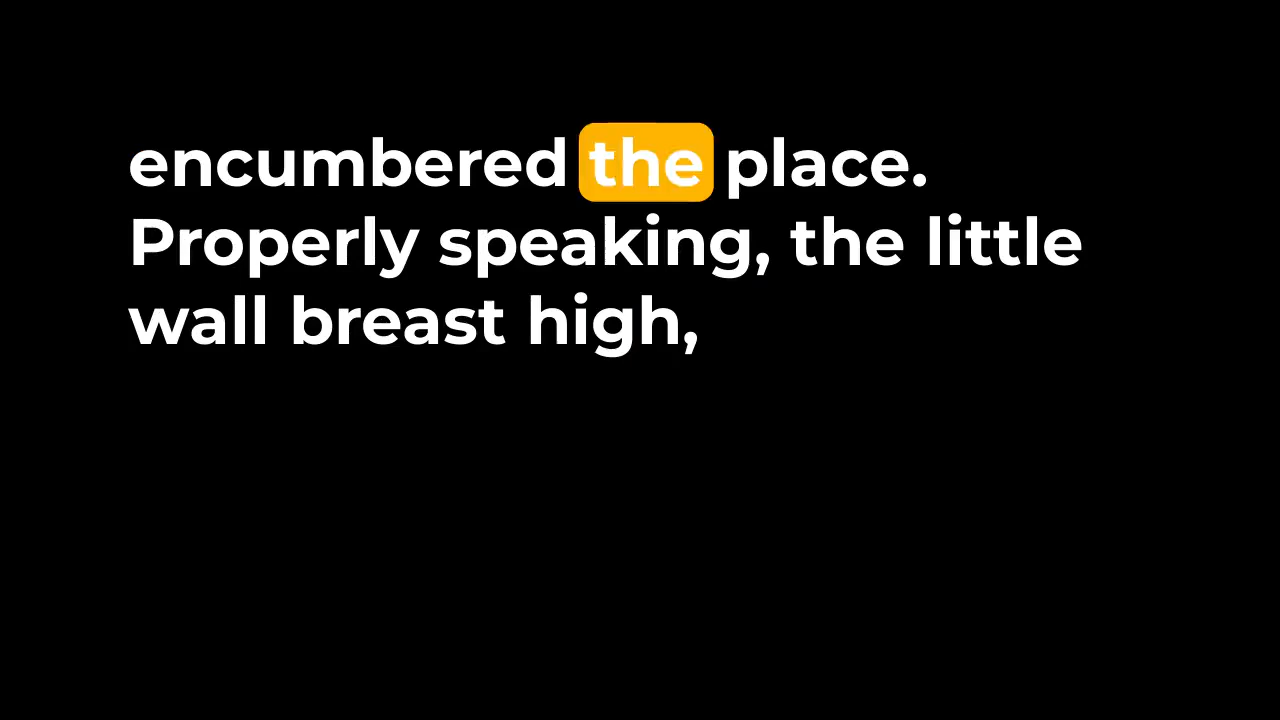 encumbered the place.
Properly speaking, the little
wall breast high,